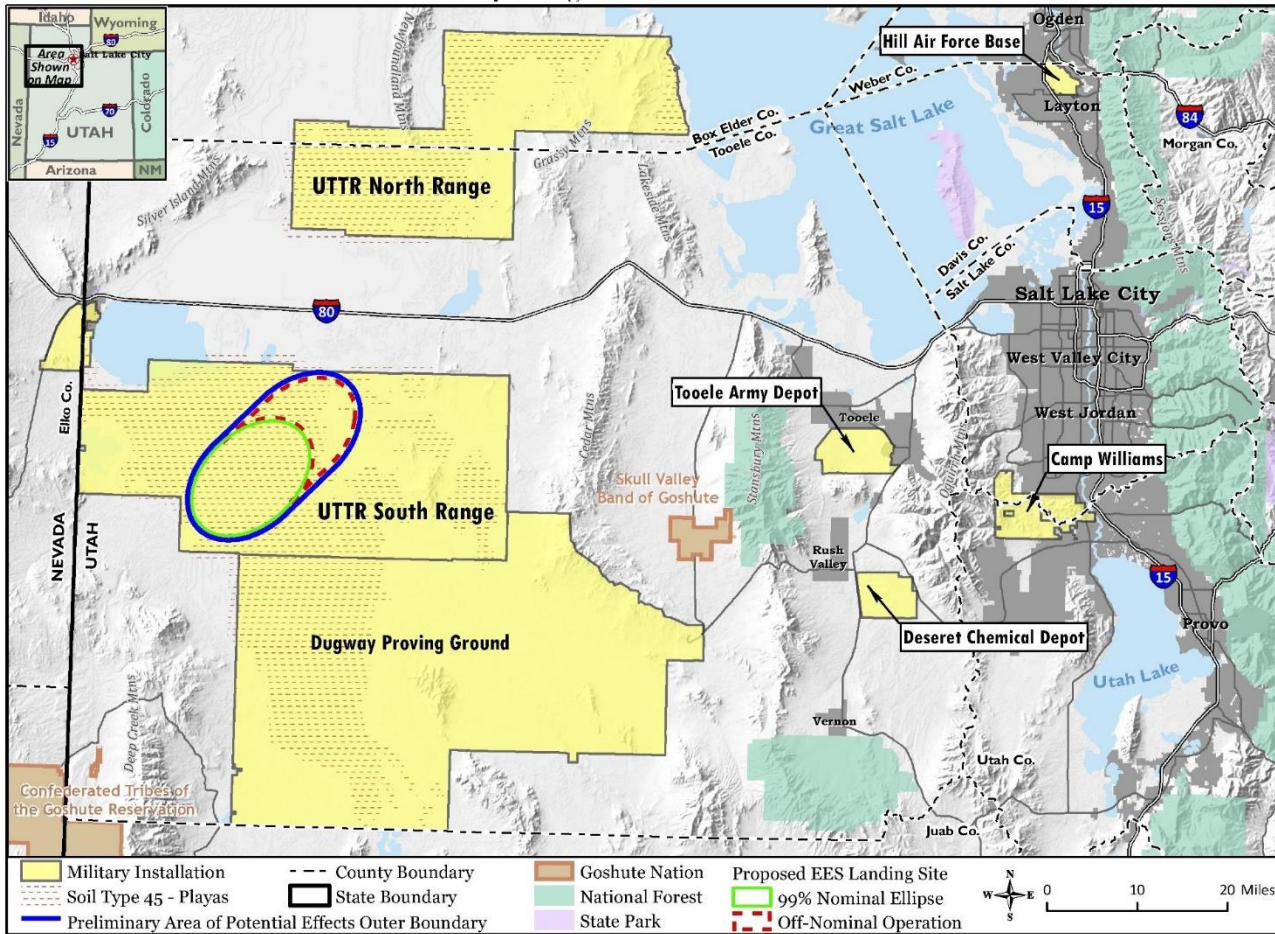 Idaho
Wyoming
80
Salt Lake City
Area
Shown
on Map
Nevada
UTAH
Colorado
70
15
Arizona
NM
Newfoundland Mtns
Ogden
Hill Air Force Base
Weber Co.
Layton
Great Salt Lake
84
Morgan Co.
Box Elder Co.
Tooele Co.
Grassy Mtns
UTTR North Range
Lakeside Mtns
Silver Island Mtns
15
Sessions Mtns
Davis Co.
Salt Lake Co.
Salt Lake City
80
West Valley City
Elko Co.
Tooele Army Depot
Tooele
West Jordan
Cedar Mtns
Stansbury Mtns
Oquirrh Mtns
Camp Williams
Skull Valley
Band of Goshute
UTTR South Range
NEVADA
UTAH
Rush
Valley
15
Dugway Proving Ground
Provo
Deseret Chemical Depot
Utah Lake
Deep Creek Mtns
Vernon
Utah Co.
Confederated Tribes of
the Goshute Reservation
Juab Co.
Military Installation
Soil Type 45 - Playas
Preliminary Area of Potential Effects Outer Boundary
County Boundary
State Boundary
Goshute Nation
National Forest
State Park
Proposed EES Landing Site
99% Nominal Ellipse
Off-Nominal Operation
N
W E
S
0 10 20 Miles